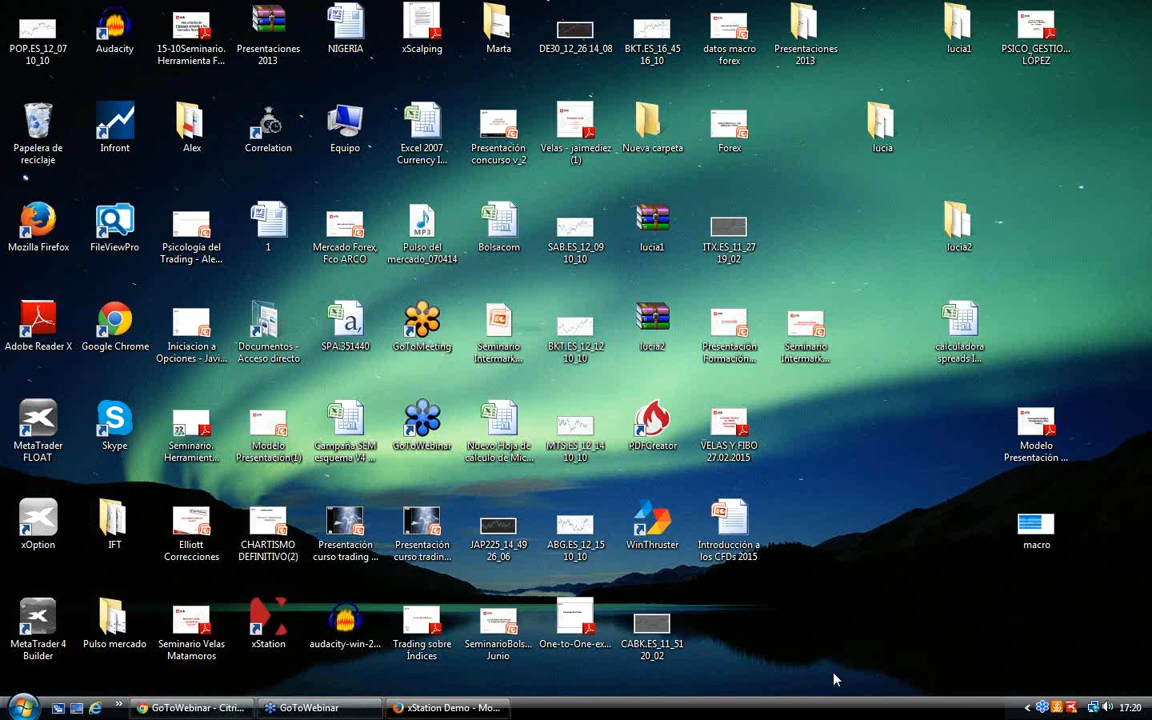 POP.ES_12_07
10_10
Audacity
15-10Seminario.
Herramienta F...
Presentaciones
2013
NIGERIA
xScalping
Marta
DE30_12_26 14_08
BKT.ES_16_45
16_10
datos macro
forex
Presentaciones
2013
lucia1
PSICO_GESTIO...
LÓPEZ
Papelera de
reciclaje
Infront
Alex
Correlation
Equipo
Excel 2007
Currency I...
Presentación
concurso v_2
Velas - jaimediez
(1)
Nueva carpeta
Forex
lucia
Mozilla Firefox
FileViewPro
Psicología del
Trading - Ale...
1
Mercado Forex,
Fco ARCO
MP3
Pulso del
mercado_070414
Bolsacom
SAB.ES_12_09
10_10
lucia1
ITX.ES_11_27
19_02
lucia2
Adobe Reader X
Google Chrome
Iniciacion a
Opciones - Javi...
Documentos -
Acceso directo
a,
SPA.351440
GoToMeeting
Seminario
Intermark...
BKT.ES_12_12
10_10
lucia2
Presentación
Formación...
Seminario
Intermark...
calculadora
spreads I...
MetaTrader
FLOAT
Skype
22
Seminario.
Herramient...
Modelo
Presentación(1)
Campaña SEM
esquema V4 ...
GoToWebinar
Nuevo Hoja de
cálculo de Mic...
MTS.ES_12_14
10_10
PDFCreator
VELAS Y FIBO
27.02.2015
Modelo
Presentación ...
xOption
IFT
Elliott
Correcciones
CHARTISMO
DEFINITIVO(2)
Presentación
curso trading ...
Presentación
curso tradin...
JAP225_14_49
26_06
ABG.ES_12_15
10_10
WinThruster
Introducción a
los CFDs 2015
macro
MetaTrader 4
Builder
Pulso mercado
Seminario Velas
Matamoros
xStation
audacity-win-2...
Trading sobre
Índices
SeminarioBols...
Junio
One-to-One-ex...
CABK.ES_11_51
20_02
GoToWebinar - Citri...
GoToWebinar
xStation Demo - Mo...
17:20